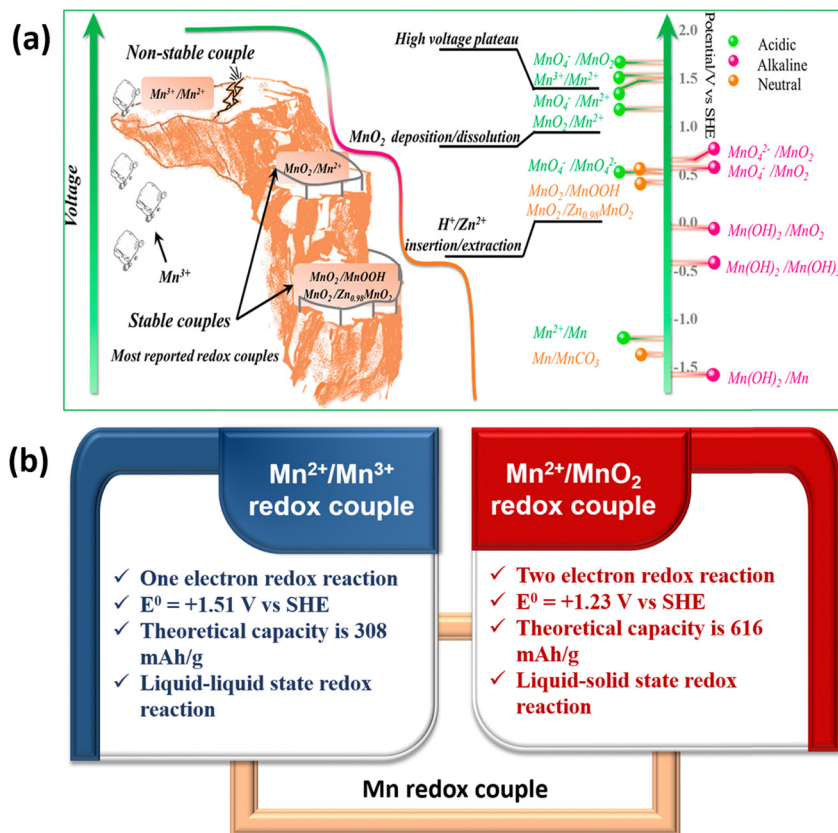 (a)
Voltage
Non-stable couple
Mn³⁺/Mn²⁺
MnO₂/Mn²⁺
MnO₂/MnOOH
MnO₂/Zn₀.₉₈MnO₂
Mn³⁺
Stable couples
Most reported redox couples
High voltage plateau
MnO₂ deposition/dissolution
H⁺/Zn²⁺
insertion/extraction
MnO₄⁻/MnO₂
Mn³⁺/Mn²⁺
MnO₄⁻/Mn²⁺
MnO₂/Mn²⁺
MnO₄⁻/MnO₄²⁻
MnO₂/MnOOH
MnO₂/Zn₀.₉₈MnO₂
Mn²⁺/Mn
Mn/MnCO₃
2.0
1.5
1.0
0.5
0.0
-0.5
-1.0
-1.5
Potential/V vs SHE
Acidic
Alkaline
Neutral
MnO₄²⁻/MnO₂
MnO₄⁻/MnO₂
Mn(OH)₂/MnO₂
Mn(OH)₂/Mn(OH)₃
Mn(OH)₂/Mn
(b)
Mn²⁺/Mn³⁺
redox couple
✓ One electron redox reaction
✓ E⁰ = +1.51 V vs SHE
✓ Theoretical capacity is 308
mAh/g
✓ Liquid-liquid state redox
reaction
Mn²⁺/MnO₂
redox couple
✓ Two electron redox reaction
✓ E⁰ = +1.23 V vs SHE
✓ Theoretical capacity is 616
mAh/g
✓ Liquid-solid state redox
reaction
Mn redox couple